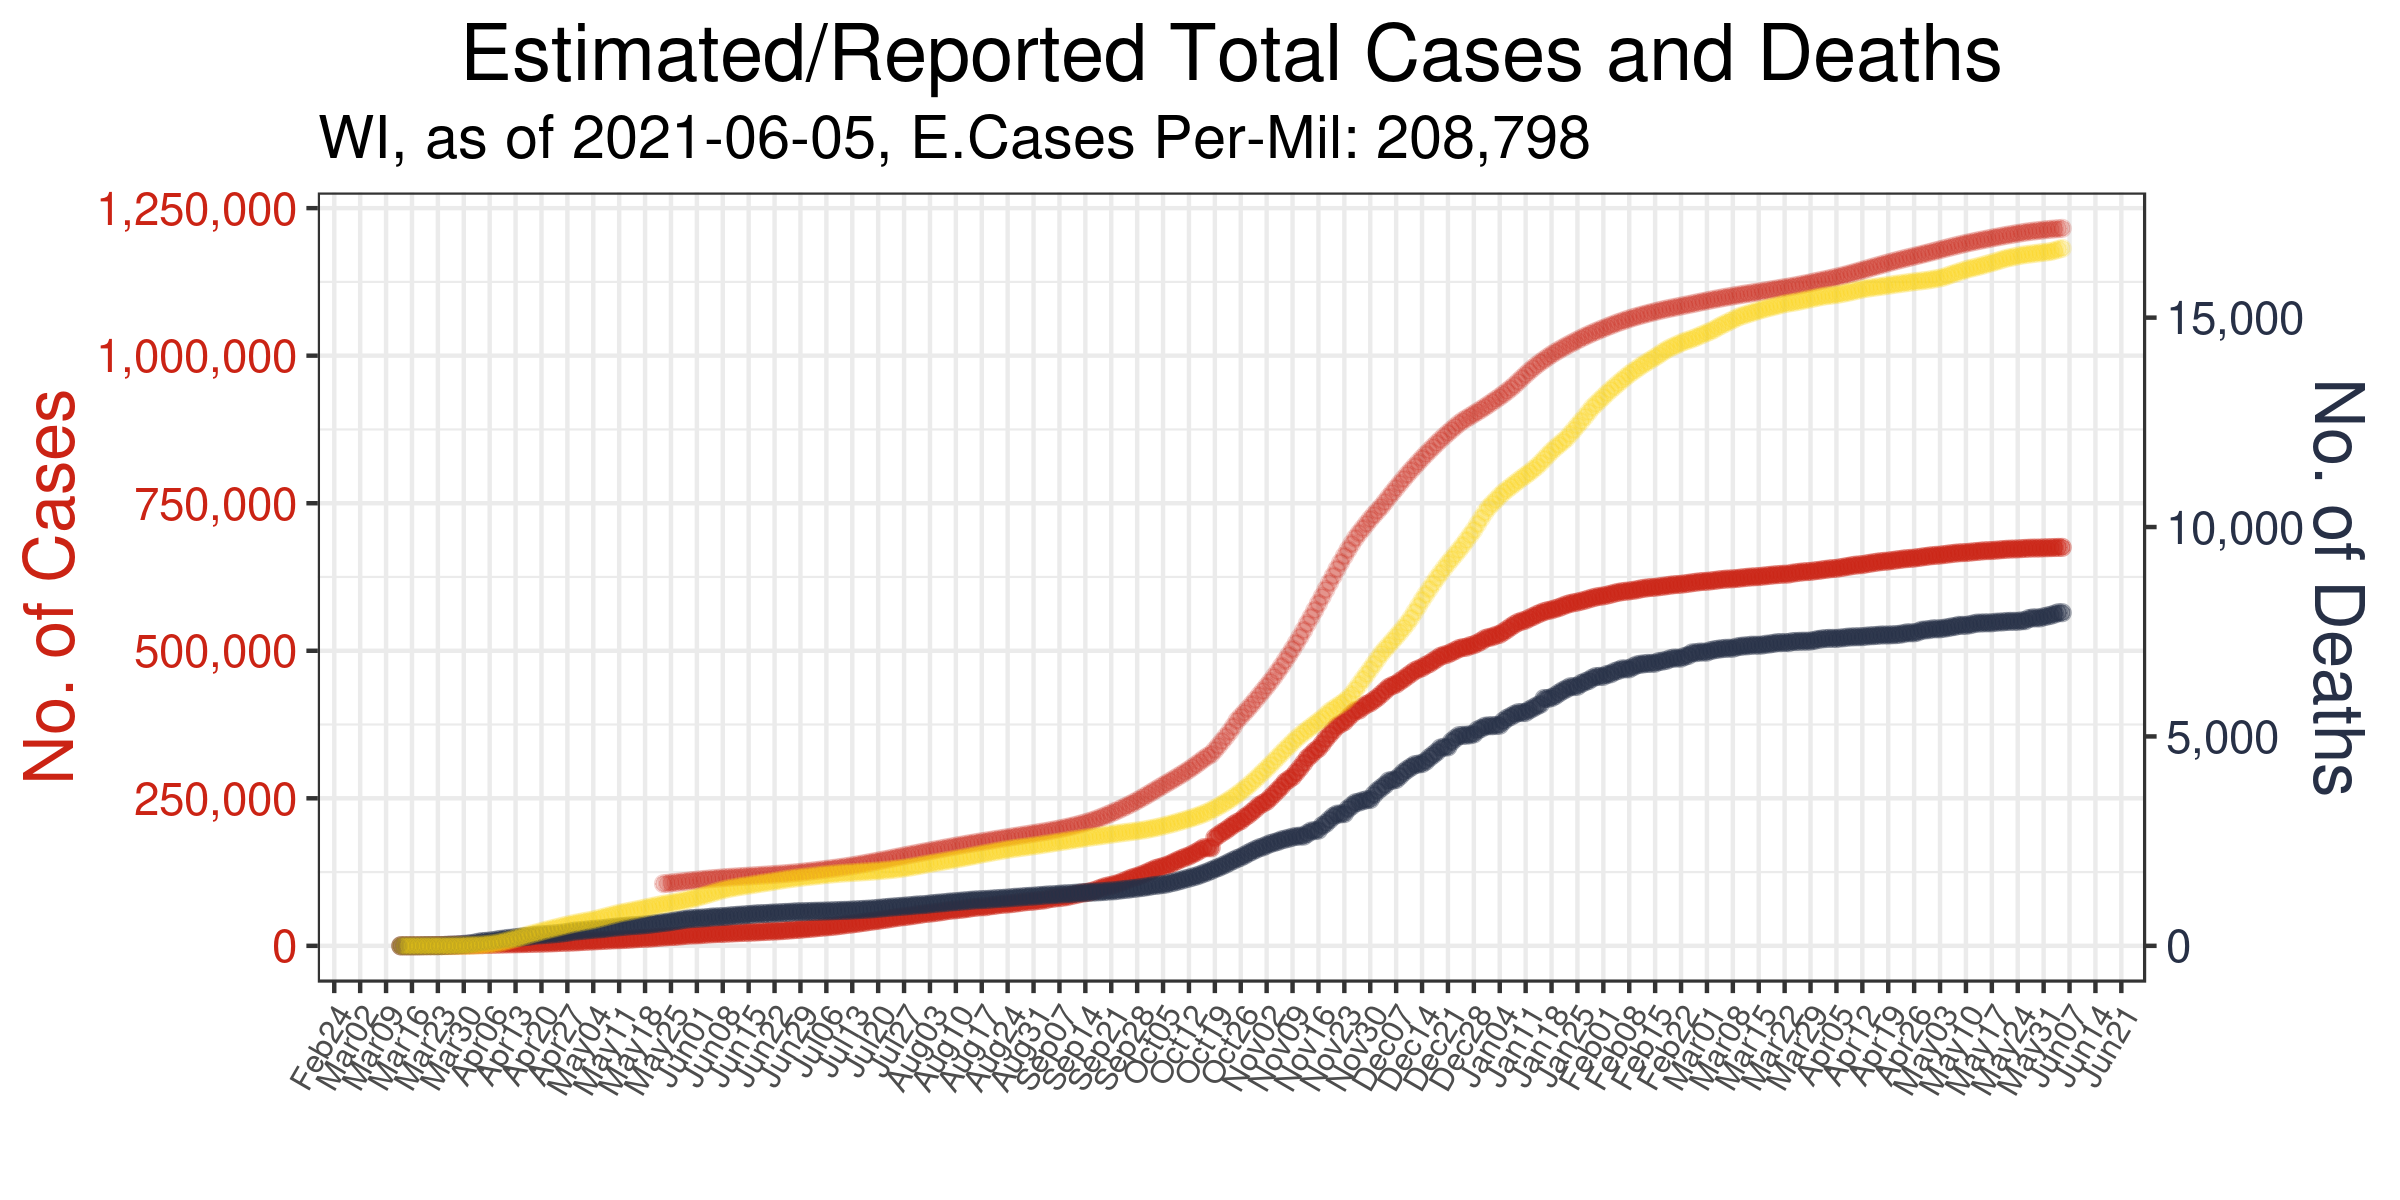 Estimated/Reported Total Cases and Deaths
WI, as of 2021-06-05, E.Cases Per-Mil: 208,798
No. of Cases
1,250,000
1,000,000
750,000
500,000
250,000
0
15,000
10,000
5,000
0
No. of Deaths
Feb24
Mar02
Mar09
Mar16
Mar23
Mar30
Apr06
Apr13
Apr20
Apr27
May04
May11
May18
May25
Jun01
Jun08
Jun15
Jun22
Jun29
Jul06
Jul13
Jul20
Jul27
Aug03
Aug10
Aug17
Aug24
Aug31
Sep07
Sep14
Sep21
Sep28
Oct05
Oct12
Oct19
Oct26
Nov02
Nov09
Nov16
Nov23
Nov30
Dec07
Dec14
Dec21
Dec28
Jan04
Jan11
Jan18
Jan25
Feb01
Feb08
Feb15
Feb22
Mar01
Mar08
Mar15
Mar22
Mar29
Apr05
Apr12
Apr19
Apr26
May03
May10
May17
May24
May31
Jun07
Jun14
Jun21